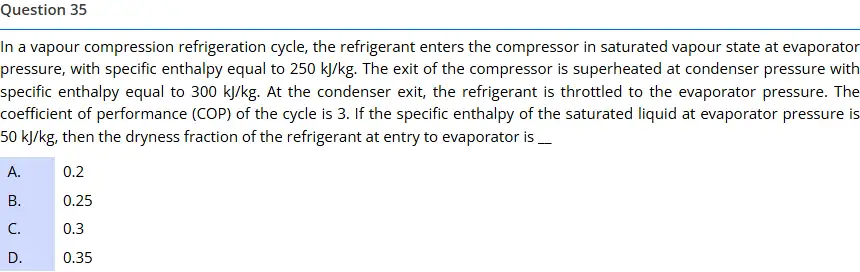 Question 35
In a vapour compression refrigeration cycle, the refrigerant enters the compressor in saturated vapour state at evaporator
pressure, with specific enthalpy equal to 250 kJ/kg. The exit of the compressor is superheated at condenser pressure with
specific enthalpy equal to 300 kJ/kg. At the condenser exit, the refrigerant is throttled to the evaporator pressure. The
coefficient of performance (COP) of the cycle is 3. If the specific enthalpy of the saturated liquid at evaporator pressure is
50 kJ/kg, then the dryness fraction of the refrigerant at entry to evaporator is __
A. 0.2
B. 0.25
C. 0.3
D. 0.35